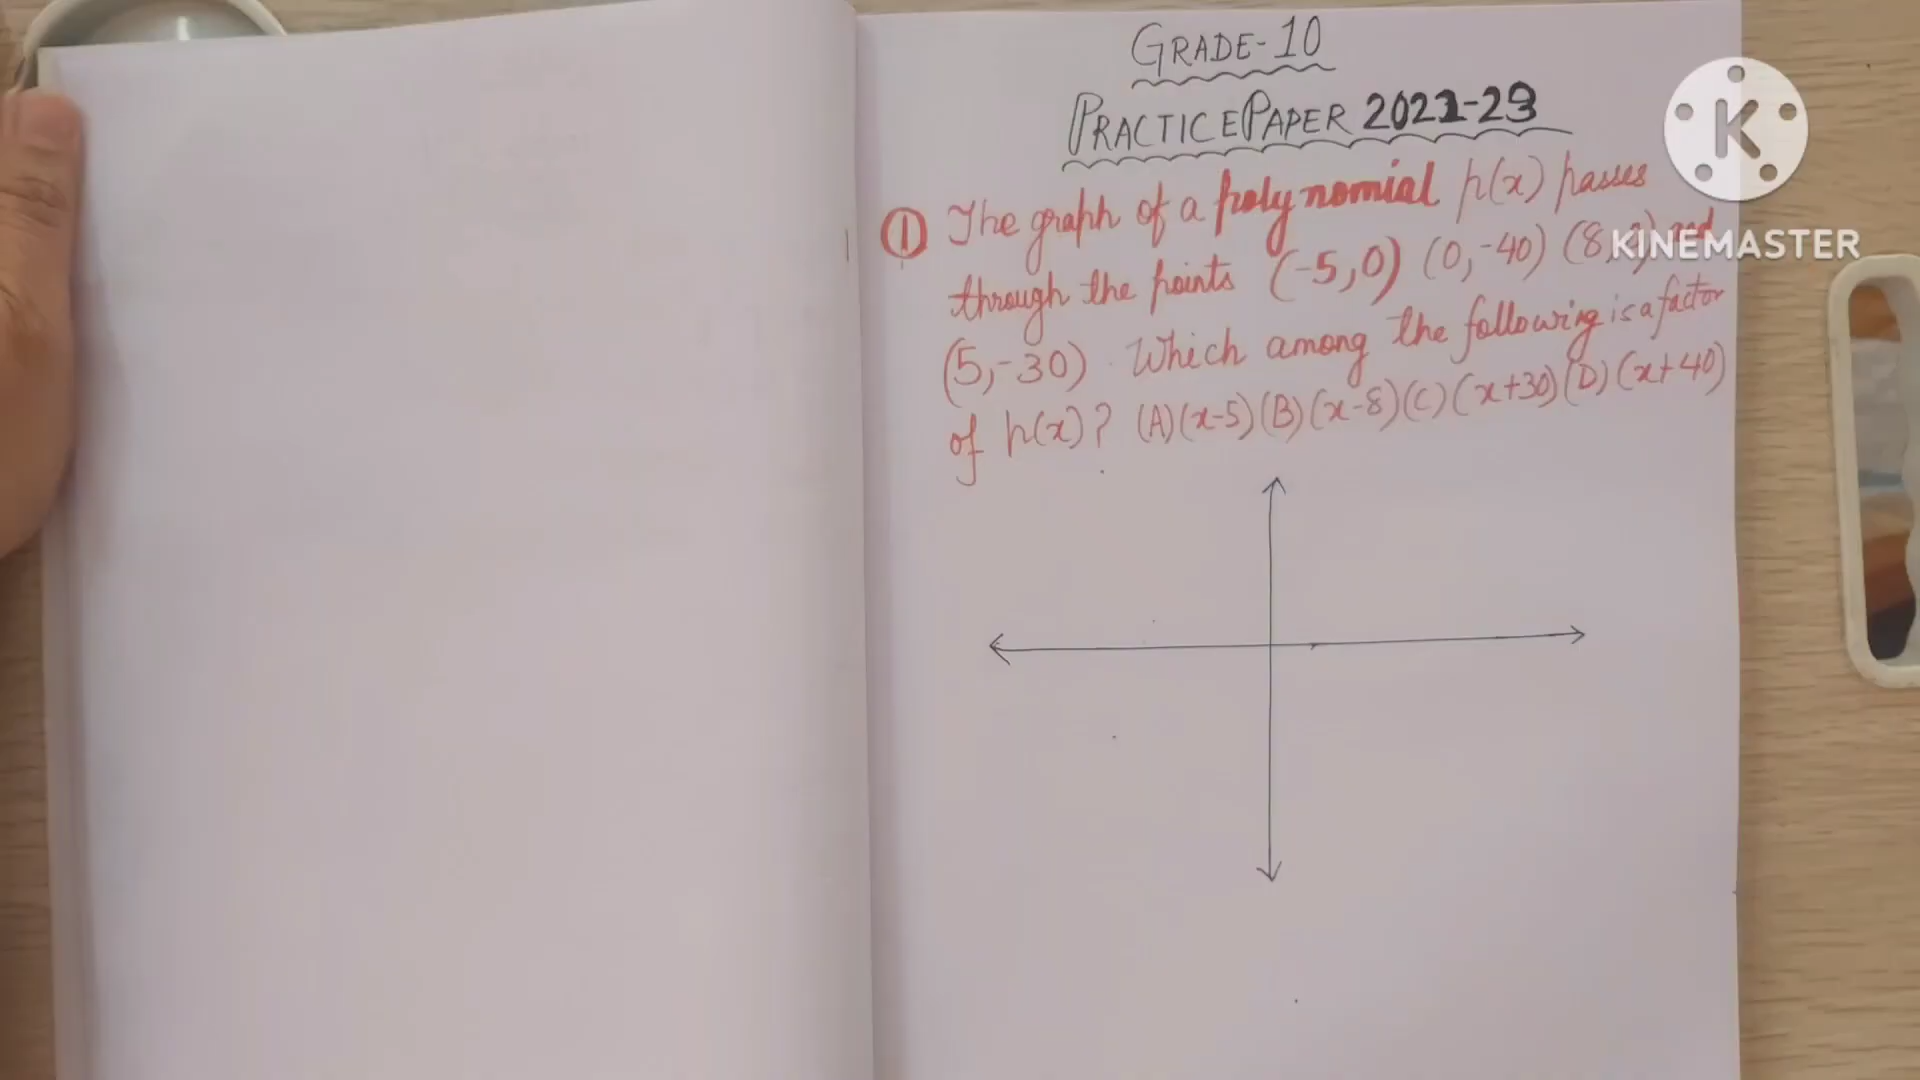 GRADE-10
PRACTICE PAPER 2022-23
K
① The graph of a polynomial p(x) passes
KINEMASTER
through the points (-5,0) (0,-40) (8, and
(5,-30). Which among the following is a factor
of p(x)? (A)(x-5)(B)(x-8)(C)(x+30)(D)(x+40)